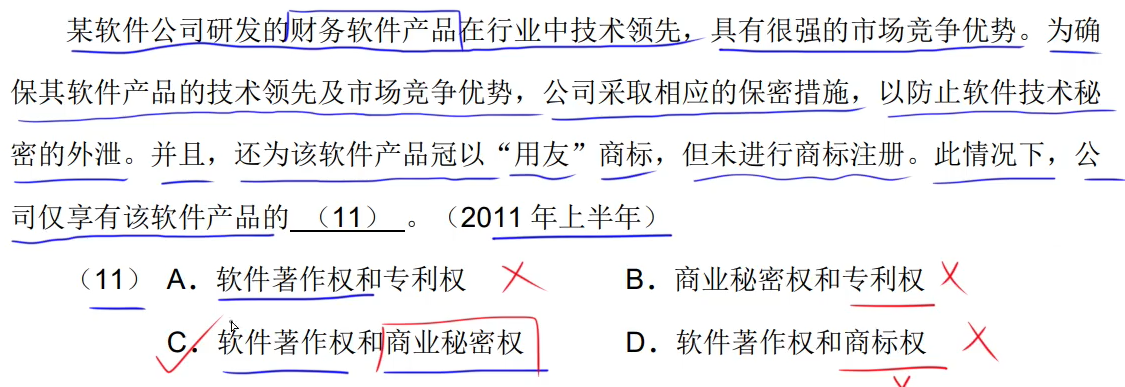 某软件公司研发的财务软件产品在行业中技术领先，具有很强的市场竞争优势。为确
保其软件产品的技术领先及市场竞争优势，公司采取相应的保密措施，以防止软件技术秘
密的外泄。并且，还为该软件产品冠以“用友”商标，但未进行商标注册。此情况下，公
司仅享有该软件产品的 （11） 。（2011 年上半年）
（11） A．软件著作权和专利权 B．商业秘密权和专利权
C．软件著作权和商业秘密权 D．软件著作权和商标权